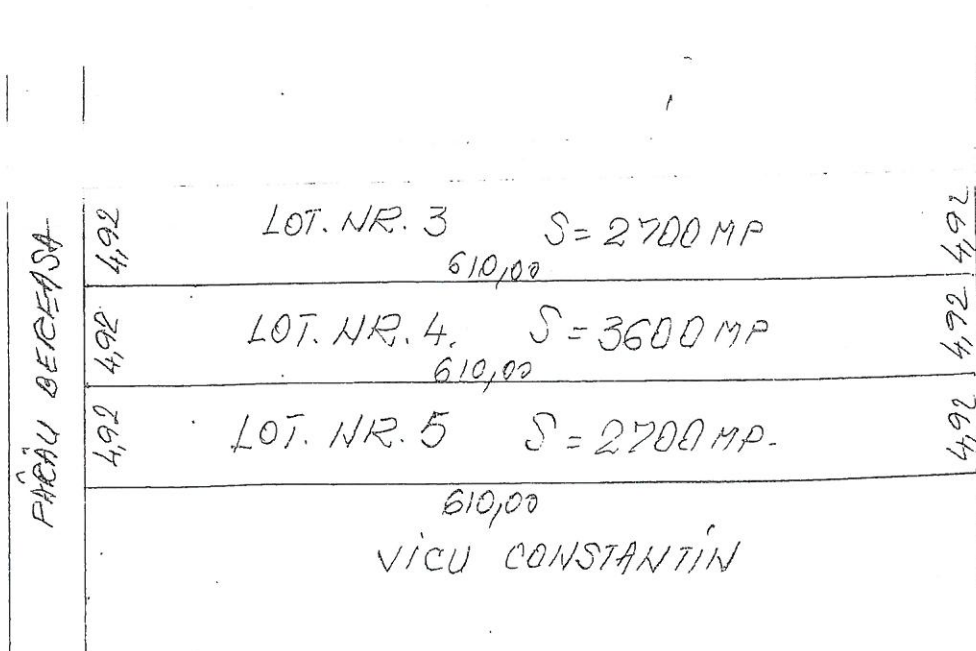 4,92
LOT. NR. 3 S = 2700 MP
4,92
610,00
4,92
LOT. NR. 4. S = 3600 MP
4,92
610,00
4,92
LOT. NR. 5 S = 2700 MP.
4,92
610,00
VICU CONSTANTIN
PÂRÂU